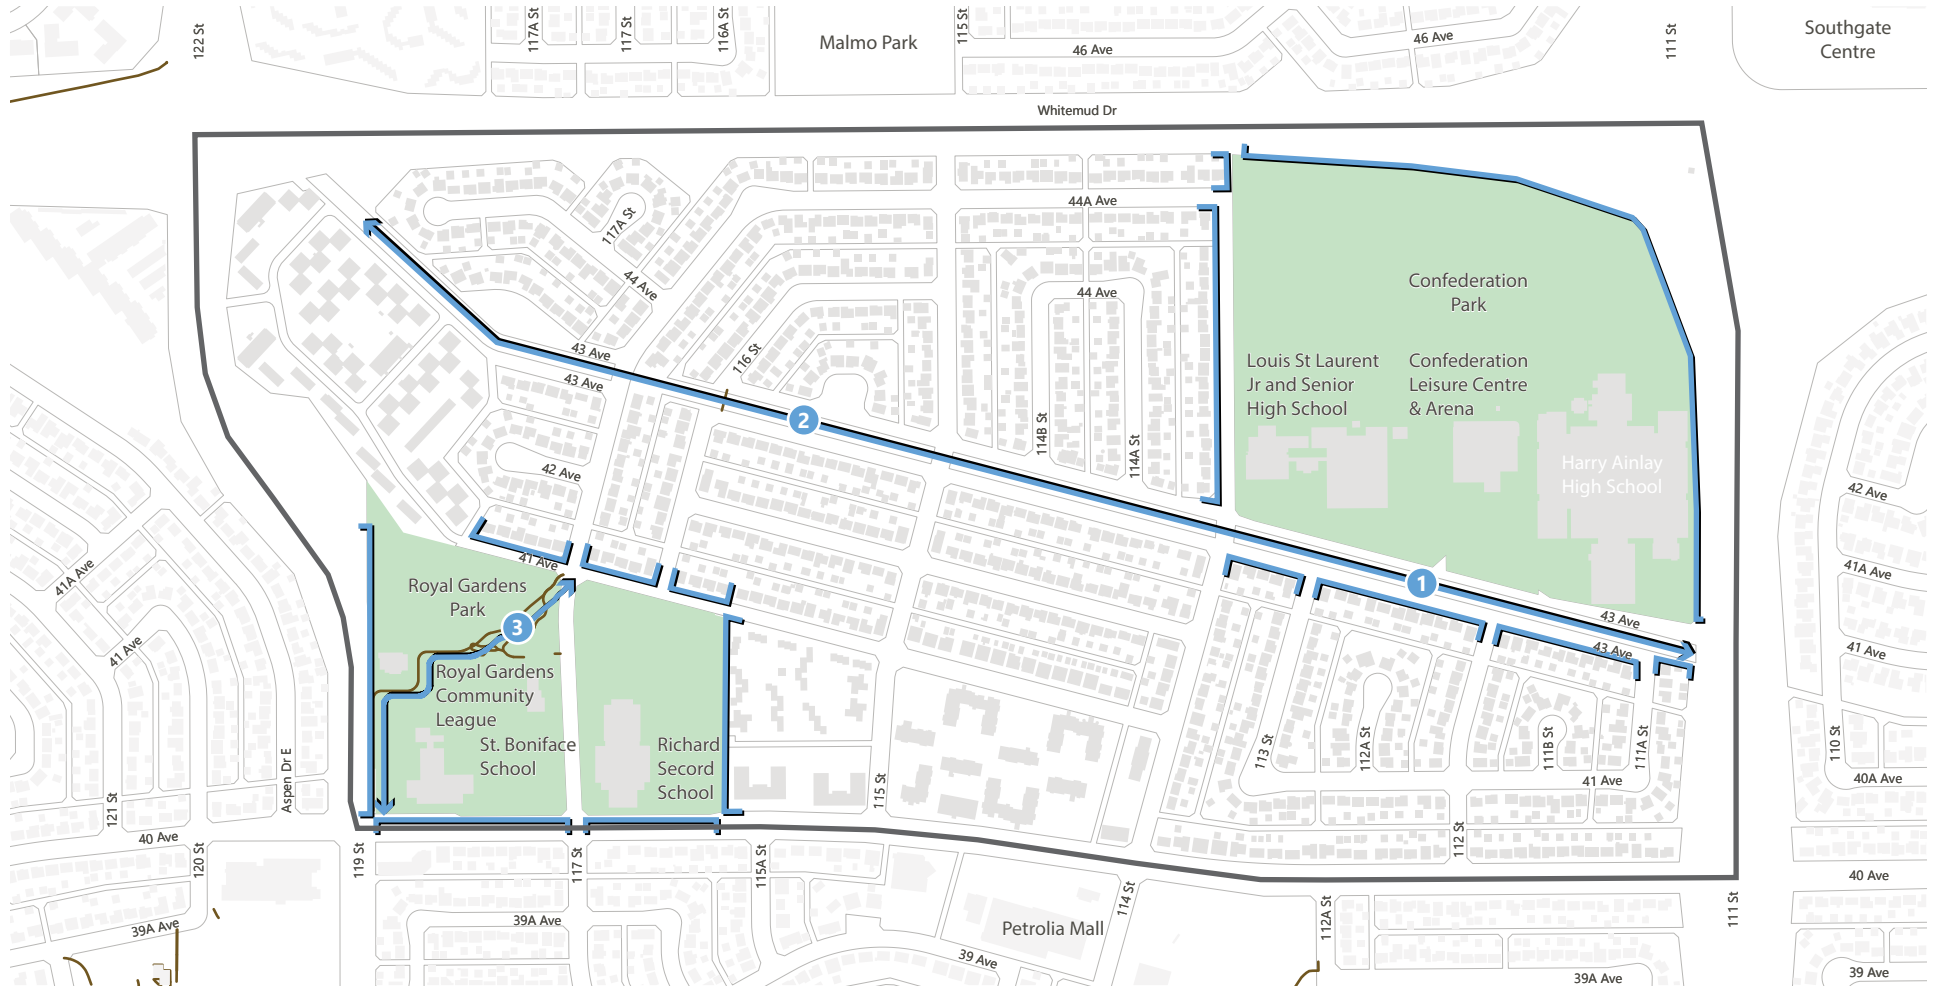 122 St
117A St
117 St
116A St
Malmo Park
115 St
46 Ave
46 Ave
111 St
Southgate
Centre
Whitemud Dr
44A Ave
117A St
44 Ave
44 Ave
Confederation
Park
43 Ave
43 Ave
116 St
Louis St Laurent
Jr and Senior
High School
Confederation
Leisure Centre
& Arena
2
114B St
114A St
42 Ave
Harry Ainlay
High School
42 Ave
41 Ave
41A Ave
Royal Gardens
Park
1
41A Ave
3
43 Ave
43 Ave
41 Ave
41 Ave
Royal Gardens
Community
League
St. Boniface
School
Richard
Secord
School
113 St
112A St
111B St
111A St
110 St
41 Ave
40A Ave
Aspen Dr E
121 St
115 St
40 Ave
120 St
119 St
117 St
115A St
112 St
40 Ave
114 St
112A St
111 St
39A Ave
39A Ave
Petrolia Mall
39 Ave
39A Ave
39 Ave